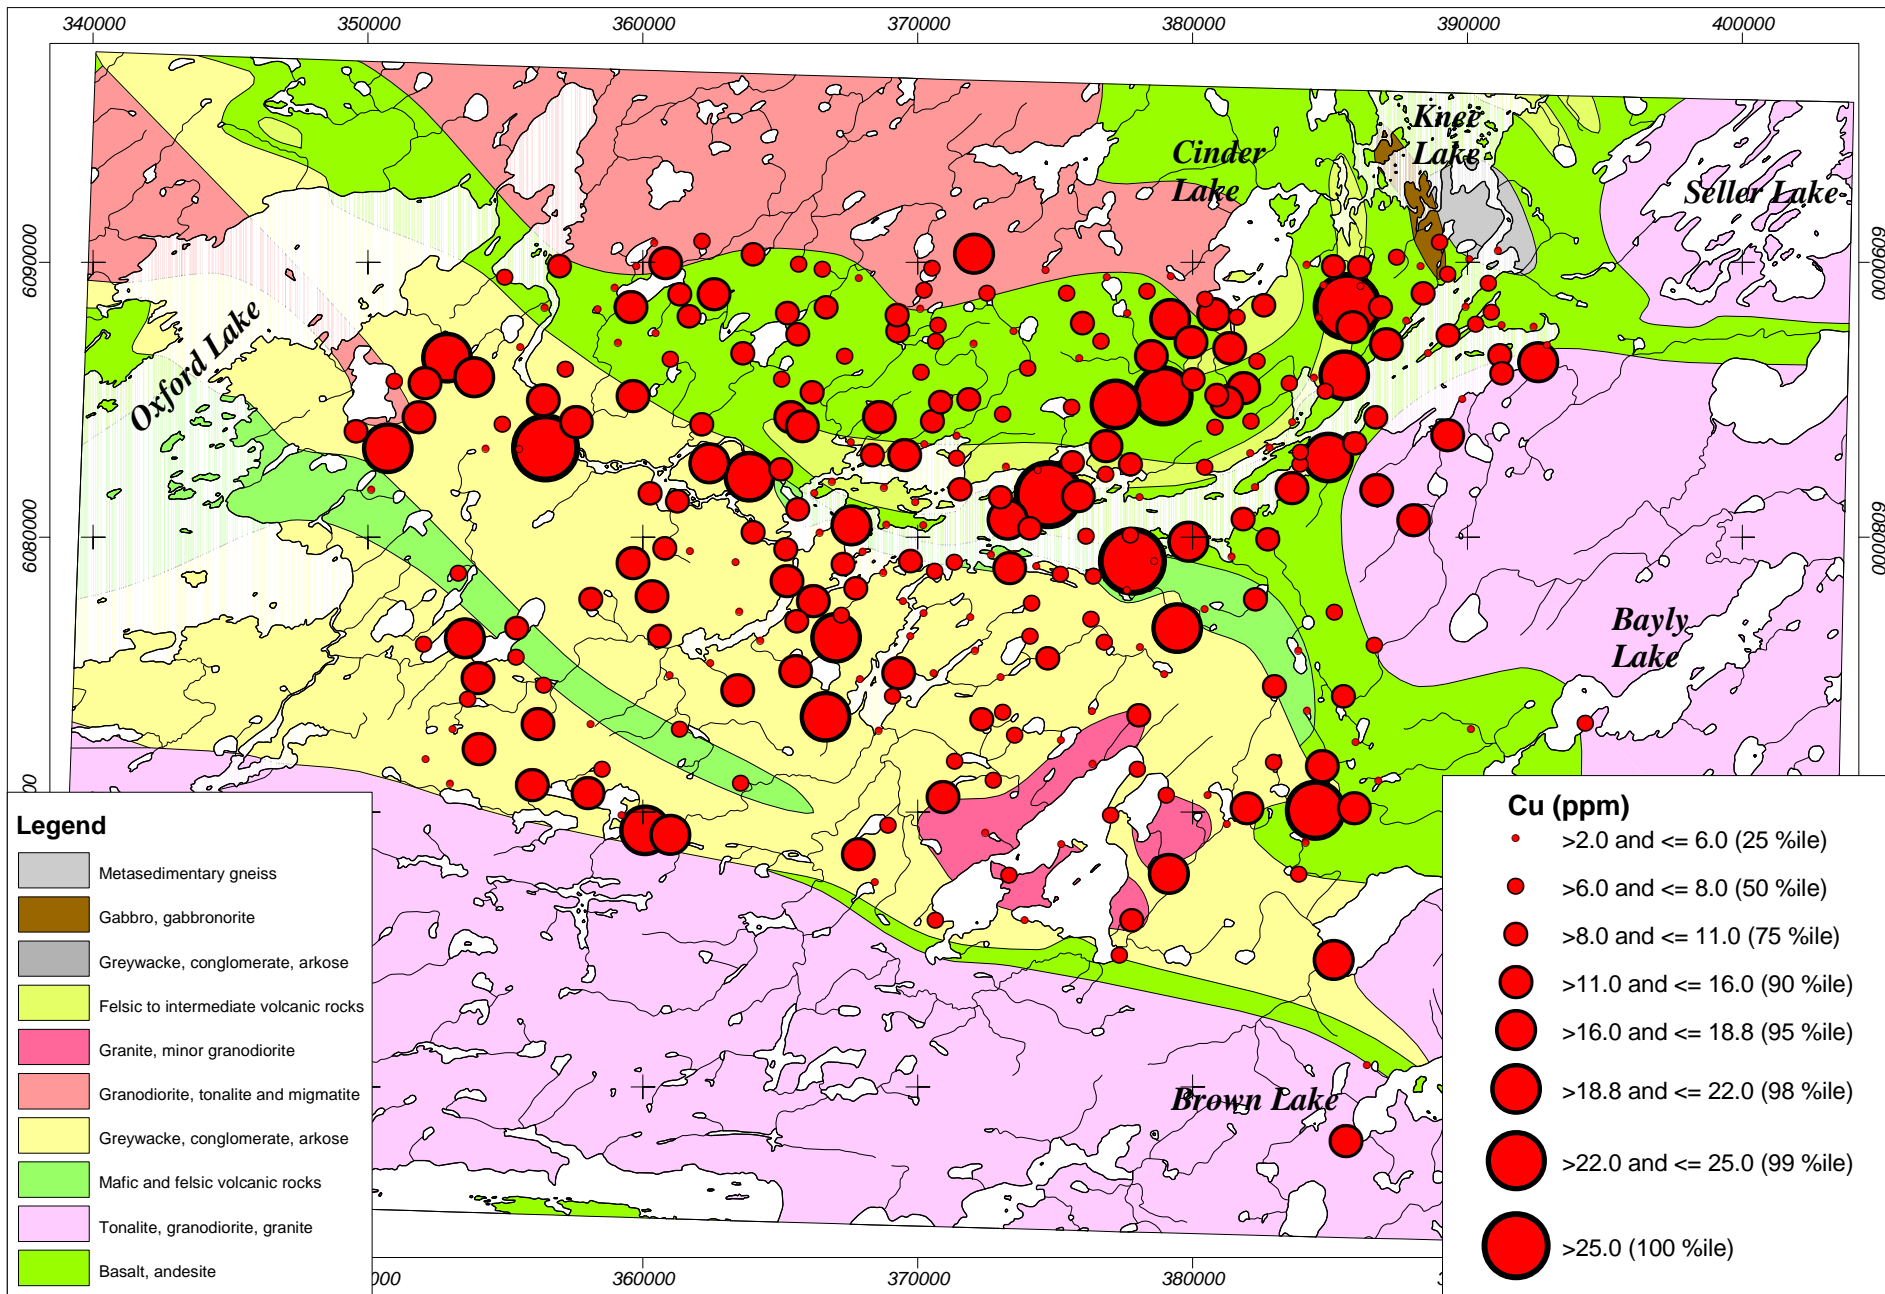 340000
350000
360000
370000
380000
390000
400000
Knee
Lake
Cinder
Lake
Seller Lake
6090000
6090000
Oxford Lake
6080000
6080000
Bayly
Lake
Brown Lake
Legend
Metasedimentary gneiss
Gabbro, gabbronorite
Greywacke, conglomerate, arkose
Felsic to intermediate volcanic rocks
Granite, minor granodiorite
Granodiorite, tonalite and migmatite
Greywacke, conglomerate, arkose
Mafic and felsic volcanic rocks
Tonalite, granodiorite, granite
Basalt, andesite
Cu (ppm)
>2.0 and <= 6.0 (25 %ile)
>6.0 and <= 8.0 (50 %ile)
>8.0 and <= 11.0 (75 %ile)
>11.0 and <= 16.0 (90 %ile)
>16.0 and <= 18.8 (95 %ile)
>18.8 and <= 22.0 (98 %ile)
>22.0 and <= 25.0 (99 %ile)
>25.0 (100 %ile)
360000
370000
380000